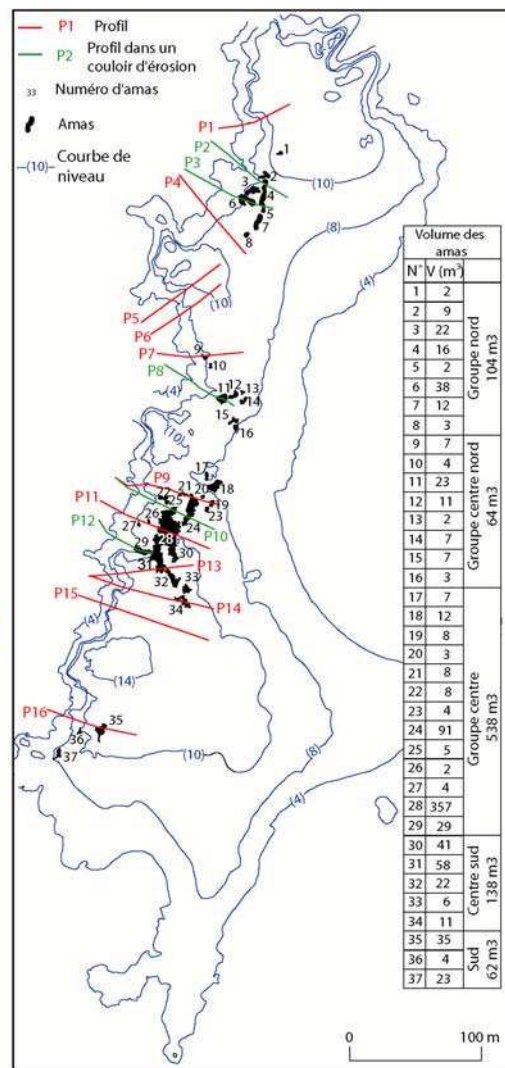 P1 Profil
P2 Profil dans un couloir d'érosion
33 Numéro d'amas
Amas
(10) Courbe de niveau
P1
1
P2
P3
2
(10)
3
4
P4
6
5
(8)
7
8
(4)
(10)
P5
P6
9
P7
10
P8
(4)
11 12 13
14
15
16
(10)
17
P9
21 20 18
22
25
19
P11
26
23
24
27
P10
P12
28
29
30
31
P13
32
33
34
P14
P15
(4)
(14)
P16
35
36
37
(10)
(8)
(4)
0 100 m
Volume des amas
N° V (m³)
1 2
2 9
3 22
4 16
5 2
6 38
7 12
8 3
Groupe nord
104 m3
9 7
10 4
11 23
12 11
13 2
14 7
15 7
16 3
Groupe centre nord
64 m3
17 7
18 12
19 8
20 3
21 8
22 8
23 4
24 91
25 5
26 2
27 4
28 357
29 29
Groupe centre
538 m3
30 41
31 58
32 22
33 6
34 11
Centre sud
138 m3
35 35
36 4
37 23
Sud
62 m3